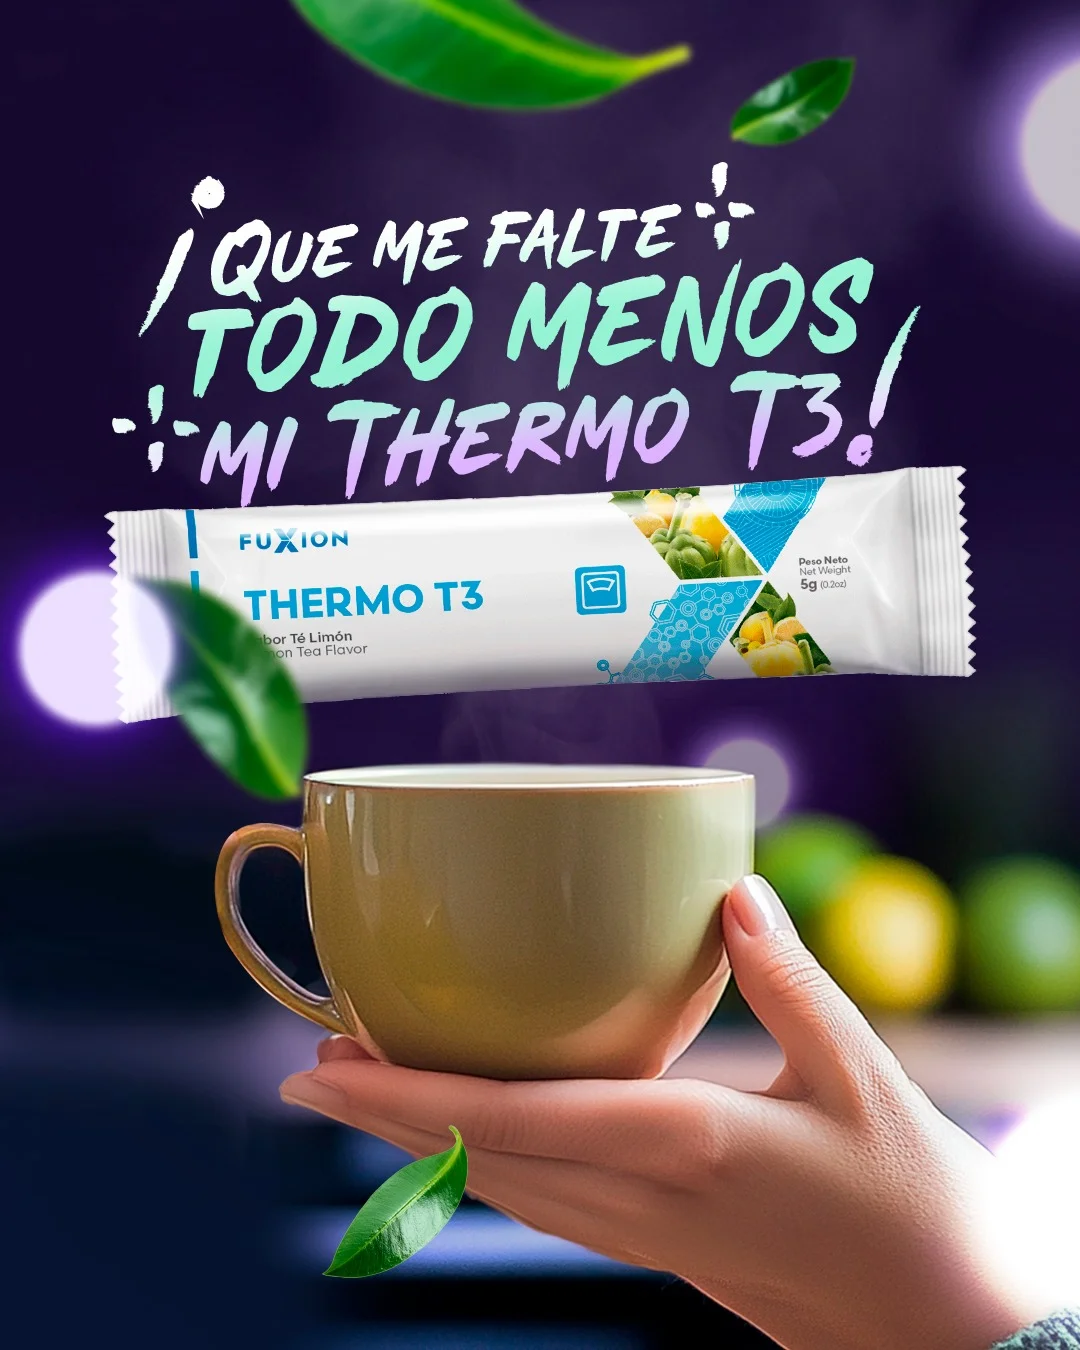 ¡QUE ME FALTE
TODO MENOS
MI THERMO T3!
FUXION
THERMO T3
Té Limón
Tea Flavor
Peso Neto
Net Weight
5g (0.2oz)